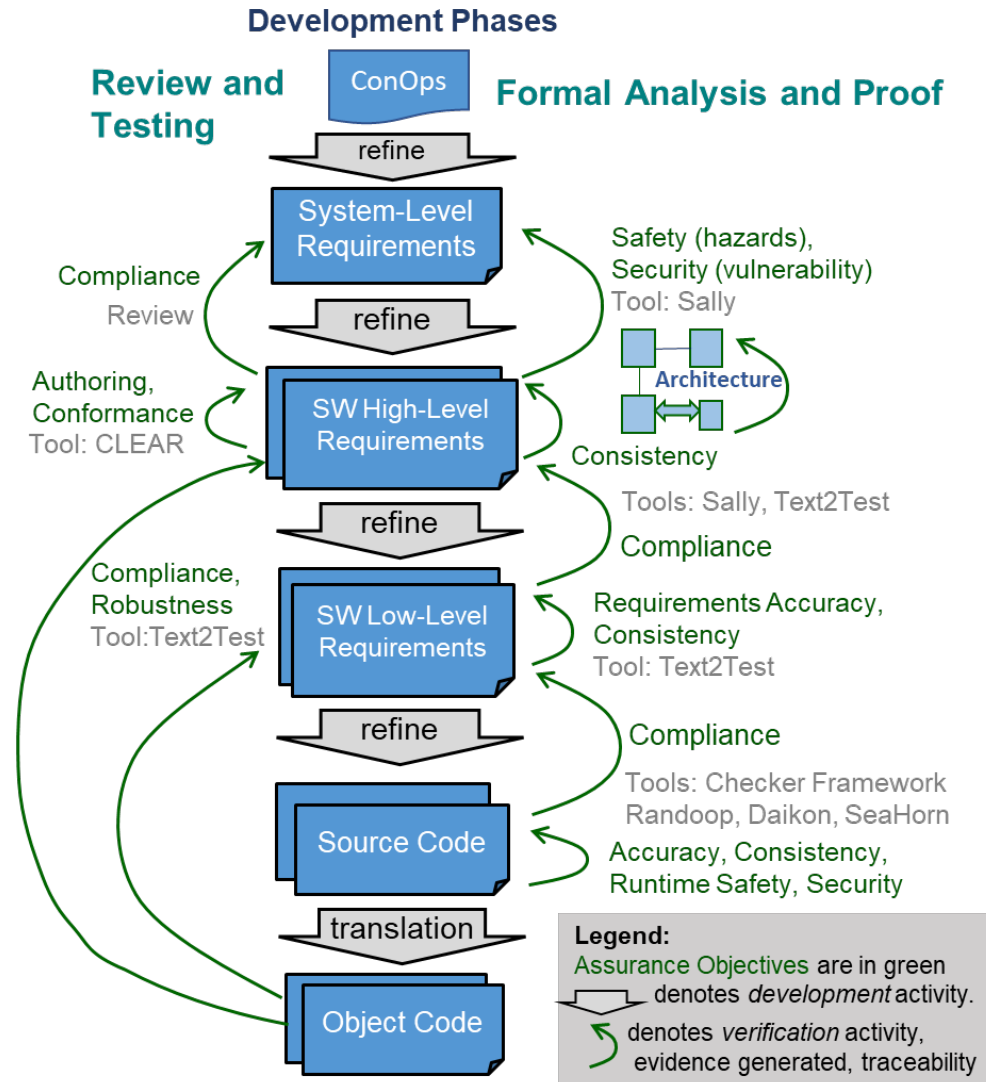 Development Phases
Review and
Testing
ConOps
Formal Analysis and Proof
refine
System-Level
Requirements
Compliance
Review
Safety (hazards),
Security (vulnerability)
Tool: Sally
refine
Architecture
Authoring,
Conformance
Tool: CLEAR
SW High-Level
Requirements
Consistency
Tools: Sally, Text2Test
Compliance
refine
Compliance,
Robustness
Tool:Text2Test
SW Low-Level
Requirements
Requirements Accuracy,
Consistency
Tool: Text2Test
refine
Compliance
Tools: Checker Framework
Randoop, Daikon, SeaHorn
Source Code
Accuracy, Consistency,
Runtime Safety, Security
translation
Object Code
Legend:
Assurance Objectives are in green
denotes development activity.
denotes verification activity,
evidence generated, traceability